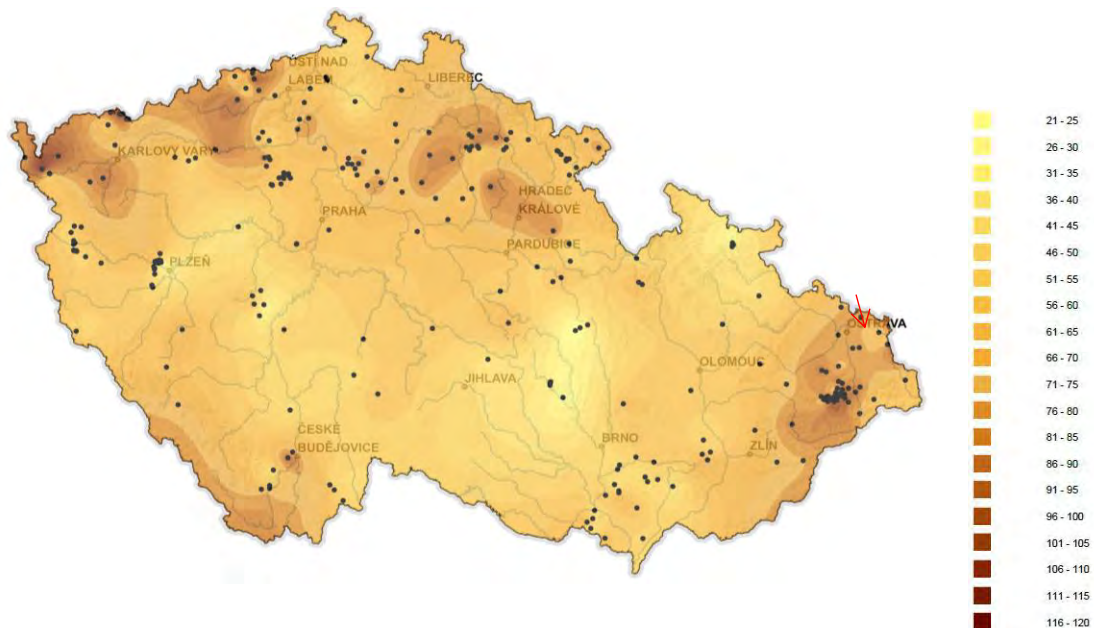 ÚSTÍ NAD
LABEM
LIBEREC
KARLOVY VARY
HRADEC
KRÁLOVÉ
PRAHA
PARDUBICE
PLZEŇ
OSTRAVA
OLOMOUC
JIHLAVA
ČESKÉ
BUDĚJOVICE
BRNO
ZLÍN
21 - 25
26 - 30
31 - 35
36 - 40
41 - 45
46 - 50
51 - 55
56 - 60
61 - 65
66 - 70
71 - 75
76 - 80
81 - 85
86 - 90
91 - 95
96 - 100
101 - 105
106 - 110
111 - 115
116 - 120